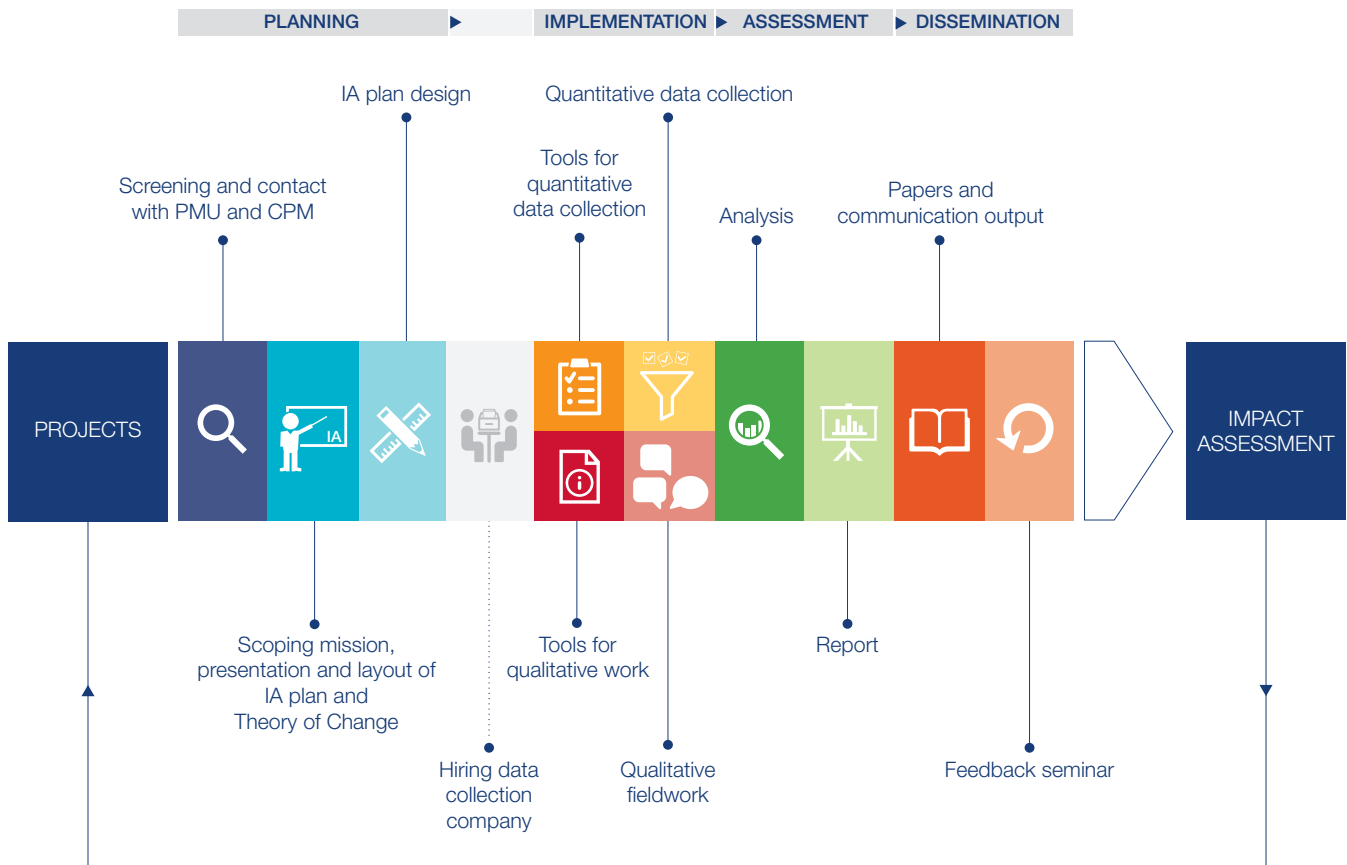 PLANNING
IMPLEMENTATION
ASSESSMENT
DISSEMINATION
IA plan design
Quantitative data collection
Screening and contact
with PMU and CPM
Tools for
quantitative
data collection
Analysis
Papers and
communication output
PROJECTS
IA
IMPACT
ASSESSMENT
Scoping mission,
presentation and layout of
IA plan and
Theory of Change
Tools for
qualitative work
Report
Hiring data
collection
company
Qualitative
fieldwork
Feedback seminar